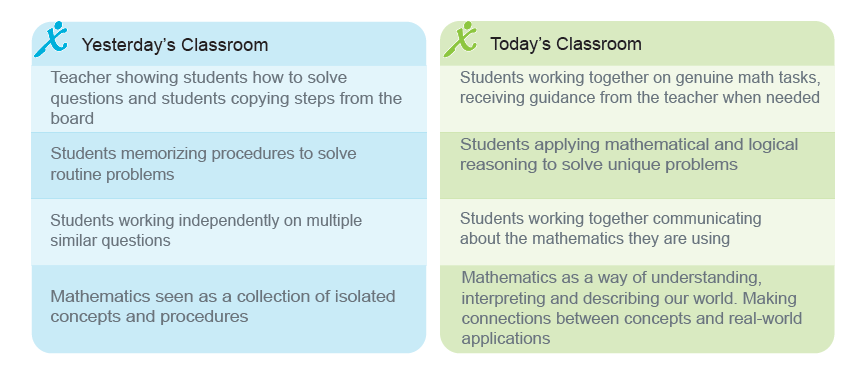 Yesterday's Classroom
Teacher showing students how to solve
questions and students copying steps from the
board
Students memorizing procedures to solve
routine problems
Students working independently on multiple
similar questions
Mathematics seen as a collection of isolated
concepts and procedures
Today's Classroom
Students working together on genuine math tasks,
receiving guidance from the teacher when needed
Students applying mathematical and logical
reasoning to solve unique problems
Students working together communicating
about the mathematics they are using
Mathematics as a way of understanding,
interpreting and describing our world. Making
connections between concepts and real-world
applications